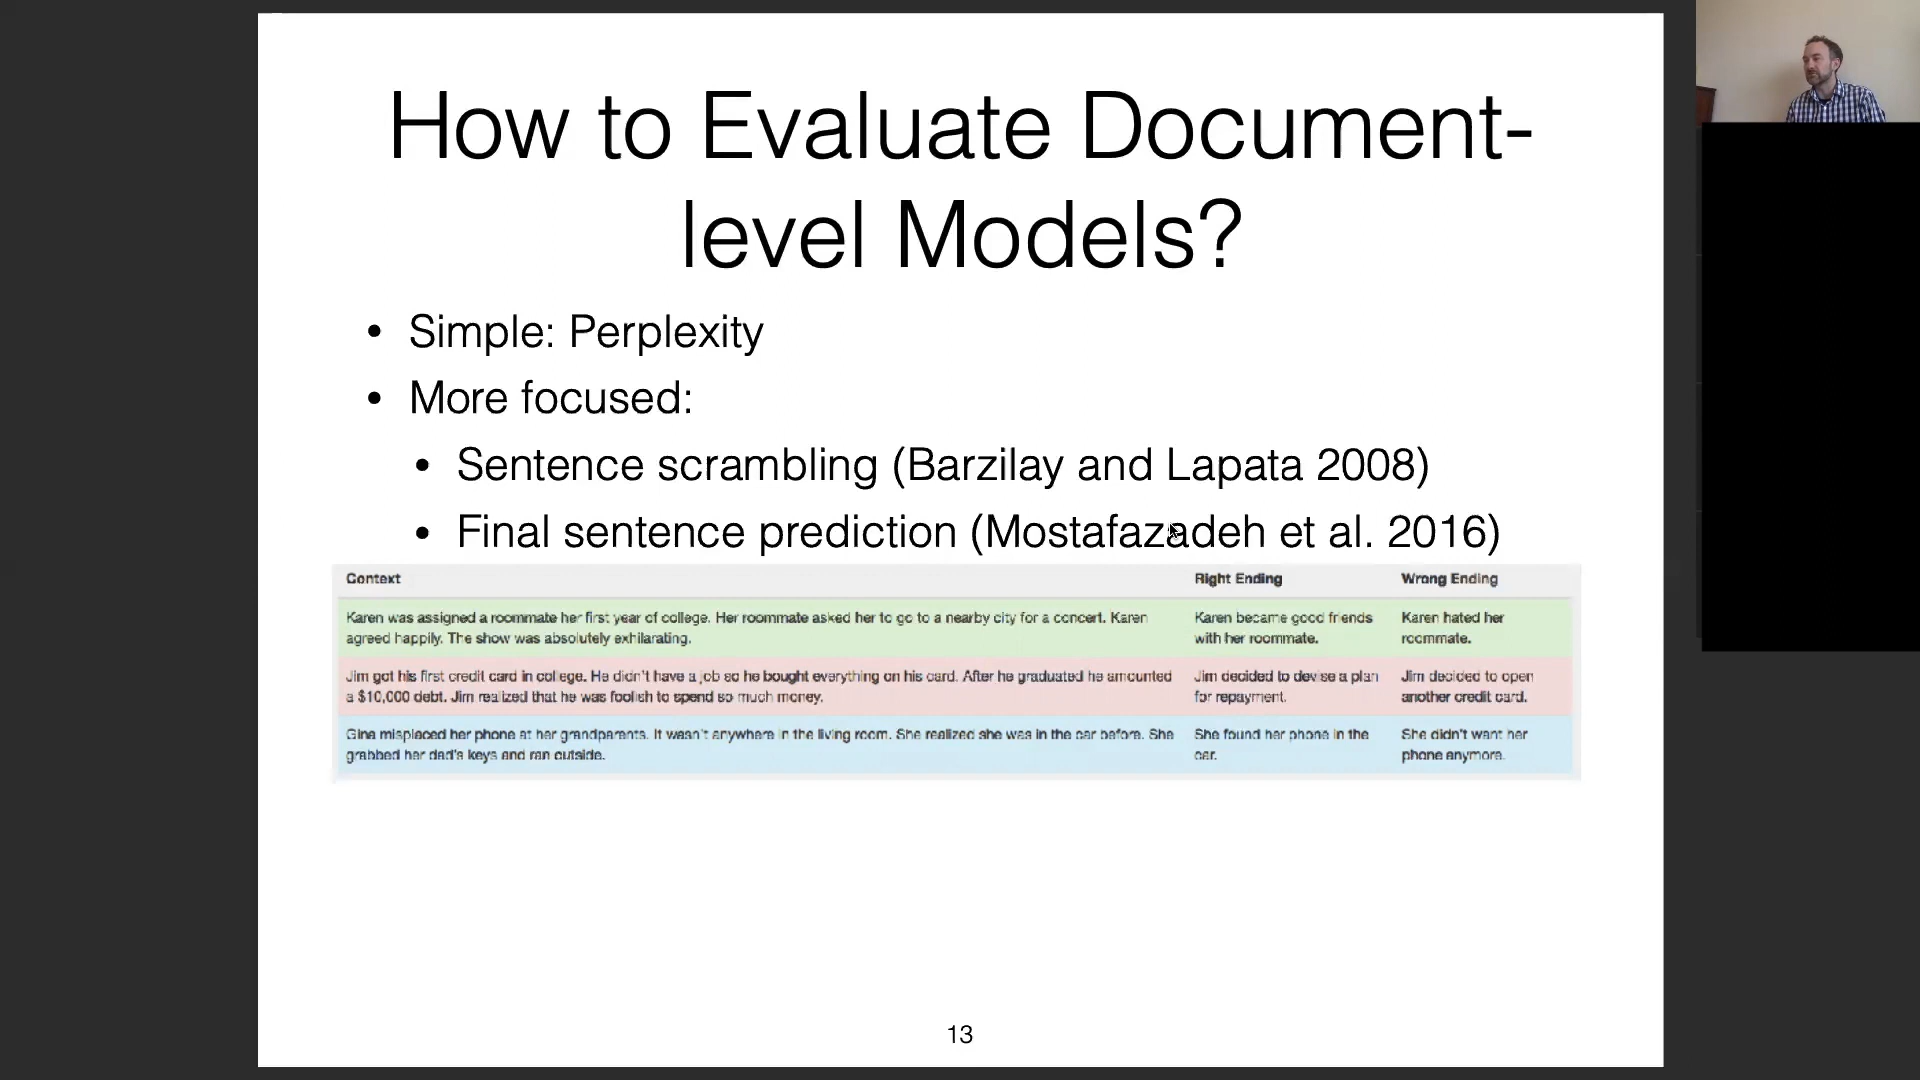 How to Evaluate Document-
level Models?
• Simple: Perplexity
• More focused:
• Sentence scrambling (Barzilay and Lapata 2008)
• Final sentence prediction (Mostafazadeh et al. 2016)
Context Right Ending Wrong Ending
Karen was assigned a roommate her first year of college. Her roommate asked her to go to a nearby city for a concert. Karen
agreed happily. The show was absolutely exhilarating.
Karen became good friends
with her roommate.
Karen hated her
roommate.
Jim got his first credit card in college. He didn't have a job so he bought everything on his card. After he graduated he amounted
a $10,000 debt. Jim realized that he was foolish to spend so much money.
Jim decided to devise a plan
for repayment.
Jim decided to open
another credit card.
Gina misplaced her phone at her grandparents. It wasn't anywhere in the living room. She realized she was in the car before. She
grabbed her dad's keys and ran outside.
She found her phone in the
car.
She didn't want her
phone anymore.
13